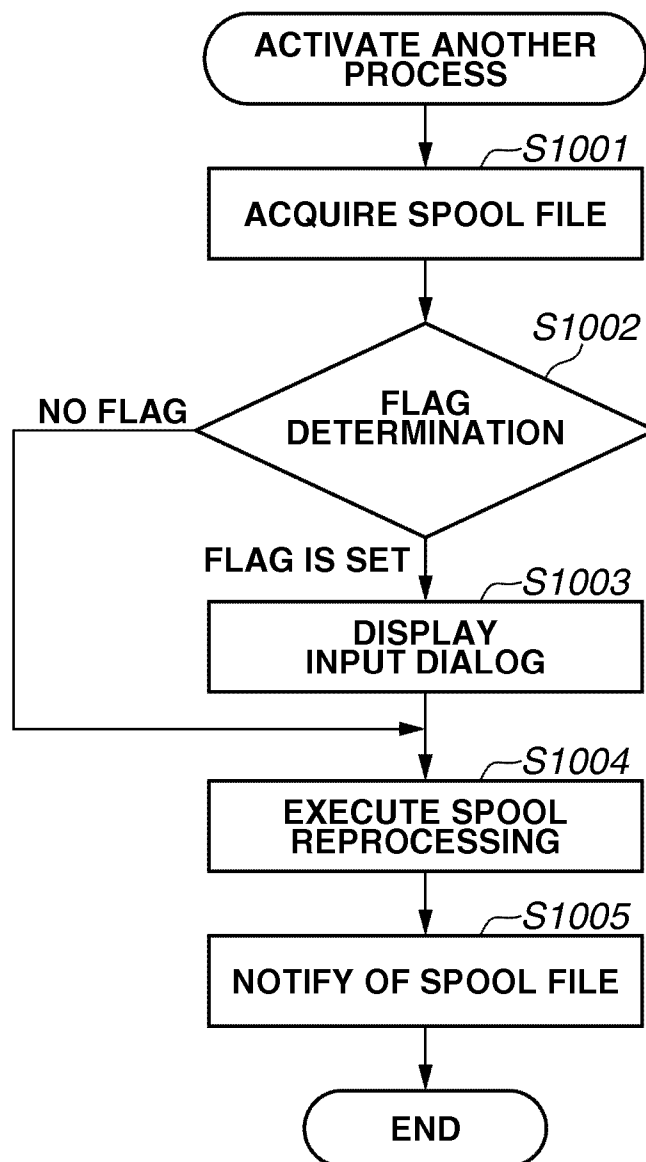 ACTIVATE ANOTHER
PROCESS
S1001
ACQUIRE SPOOL FILE
S1002
NO FLAG
FLAG
DETERMINATION
FLAG IS SET
S1003
DISPLAY
INPUT DIALOG
S1004
EXECUTE SPOOL
REPROCESSING
S1005
NOTIFY OF SPOOL FILE
END